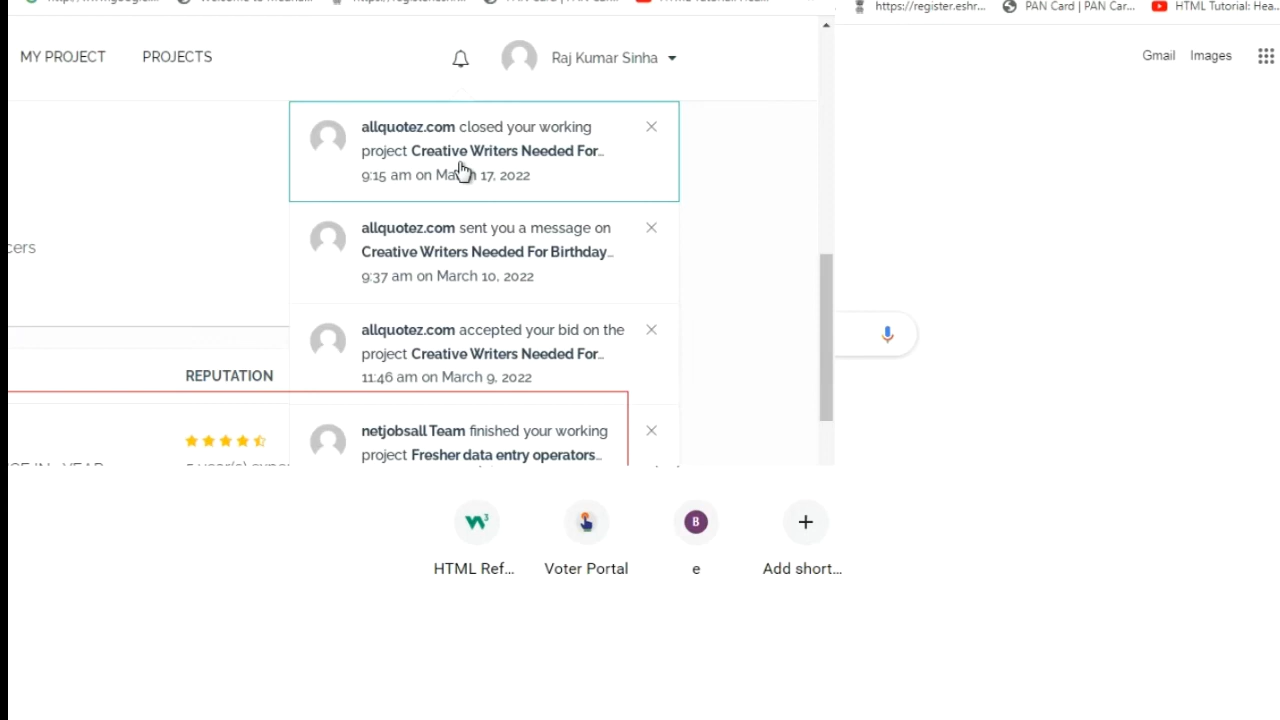 https://register.eshr...
PAN Card | PAN Car...
HTML Tutorial: Hea...
MY PROJECT
PROJECTS
Raj Kumar Sinha
Gmail
Images
allquotez.com closed your working
project Creative Writers Needed For...
9:15 am on March 17, 2022
allquotez.com sent you a message on
Creative Writers Needed For Birthday...
9:37 am on March 10, 2022
cers
allquotez.com accepted your bid on the
project Creative Writers Needed For...
11:46 am on March 9, 2022
REPUTATION
netjobsall Team finished your working
project Fresher data entry operators...
B
HTML Ref...
Voter Portal
e
Add short...